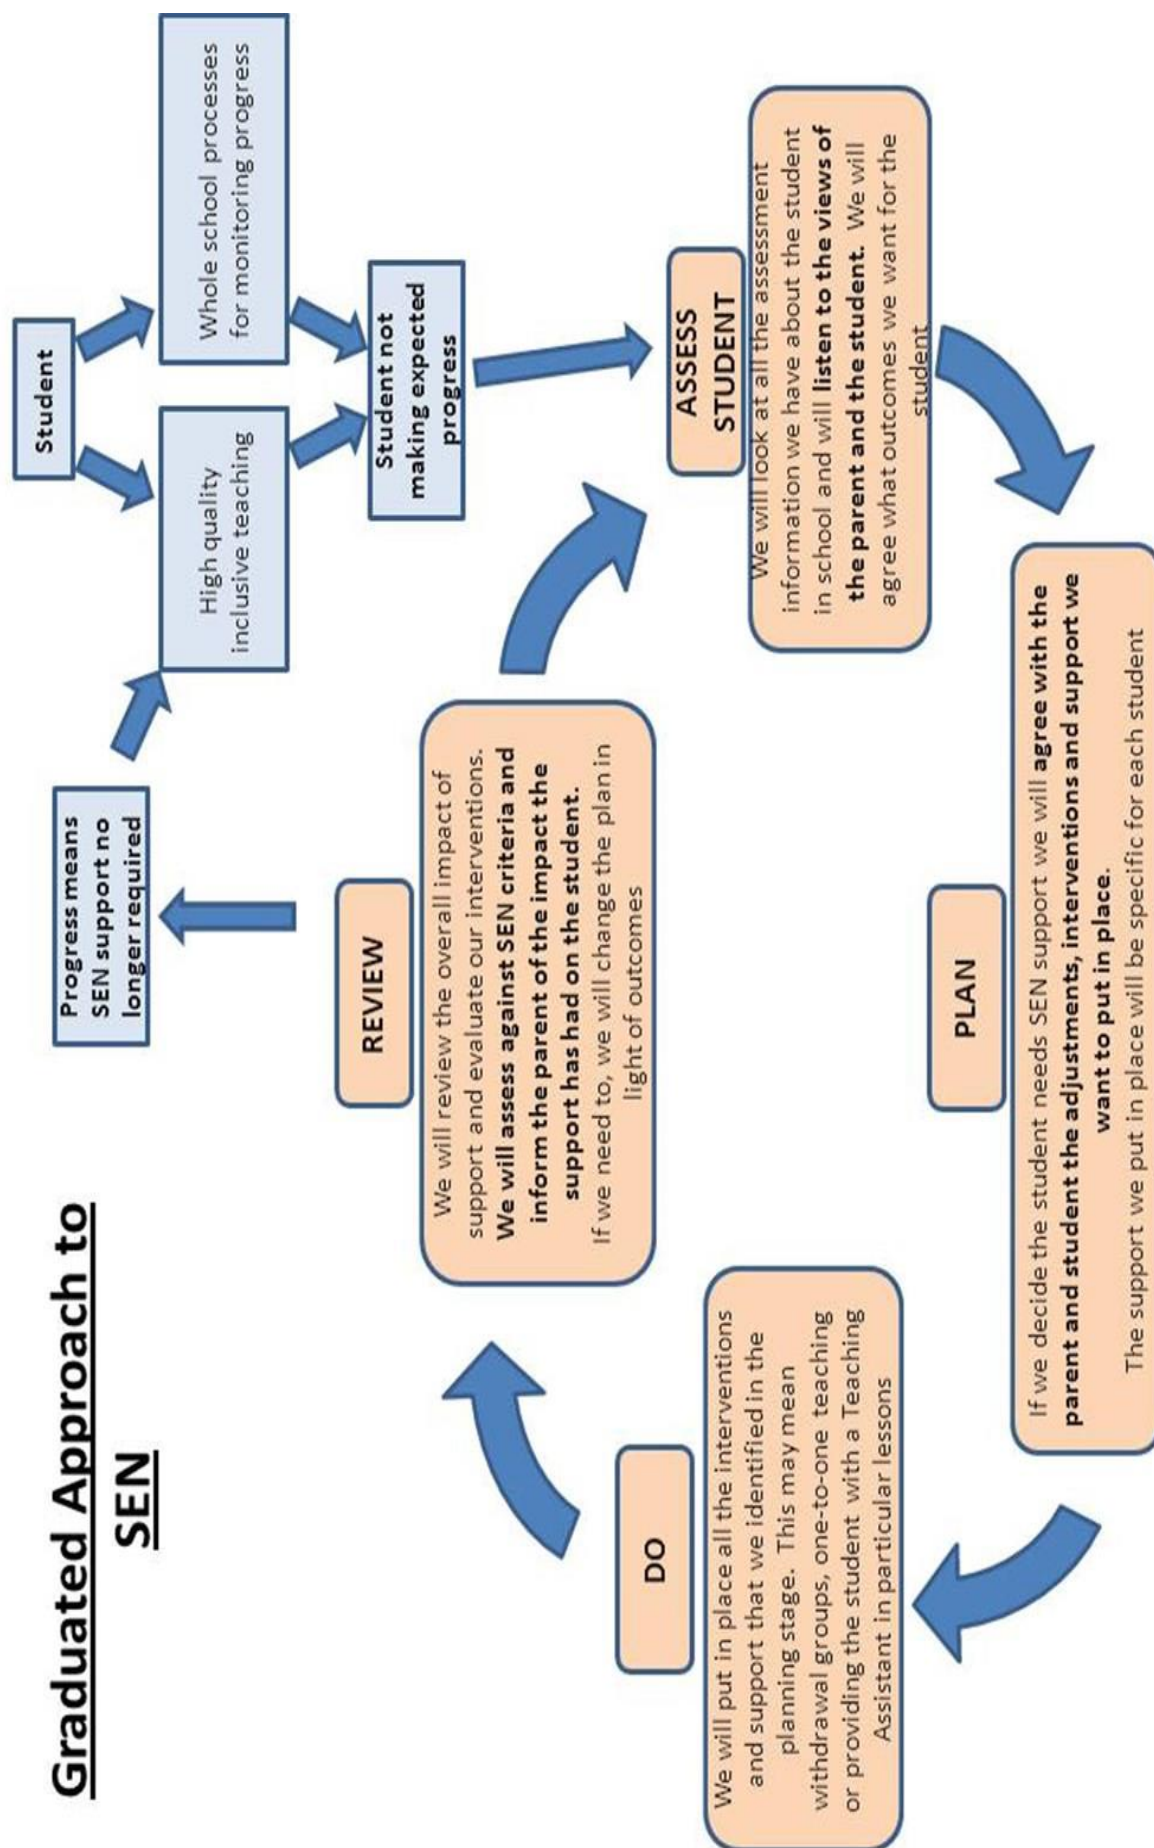 Graduated Approach to
SEN
Student
High quality
inclusive teaching
Whole school processes
for monitoring progress
Student not
making expected
progress
Progress means
SEN support no
longer required
REVIEW
We will review the overall impact of
support and evaluate our interventions.
We will assess against SEN criteria and
inform the parent of the impact the
support has had on the student.
If we need to, we will change the plan in
light of outcomes
ASSESS
STUDENT
We will look at all the assessment
information we have about the student
in school and will listen to the views of
the parent and the student. We will
agree what outcomes we want for the
student
DO
We will put in place all the interventions
and support that we identified in the
planning stage. This may mean
withdrawal groups, one-to-one teaching
or providing the student with a Teaching
Assistant in particular lessons
PLAN
If we decide the student needs SEN support we will agree with the
parent and student the adjustments, interventions and support we
want to put in place.
The support we put in place will be specific for each student